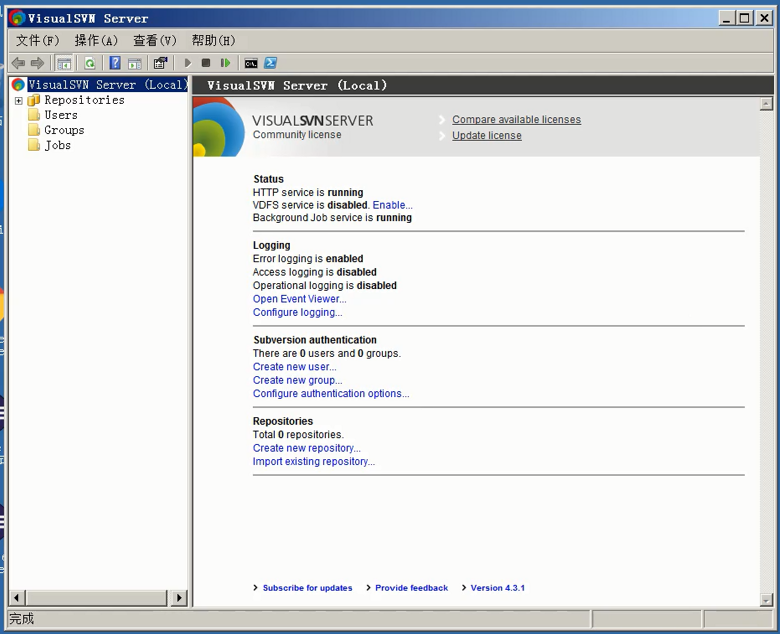 VisualSVN Server
文件(F) 操作(A) 查看(V) 帮助(H)
VisualSVN Server (Local)
Repositories
Users
Groups
Jobs
VisualSVN Server (Local)
VISUALSVNSERVER
Community license
Compare available licenses
Update license
Status
HTTP service is running
VDFS service is disabled. Enable...
Background Job service is running
Logging
Error logging is enabled
Access logging is disabled
Operational logging is disabled
Open Event Viewer...
Configure logging...
Subversion authentication
There are 0 users and 0 groups.
Create new user...
Create new group...
Configure authentication options...
Repositories
Total 0 repositories.
Create new repository...
Import existing repository...
Subscribe for updates Provide feedback Version 4.3.1
完成